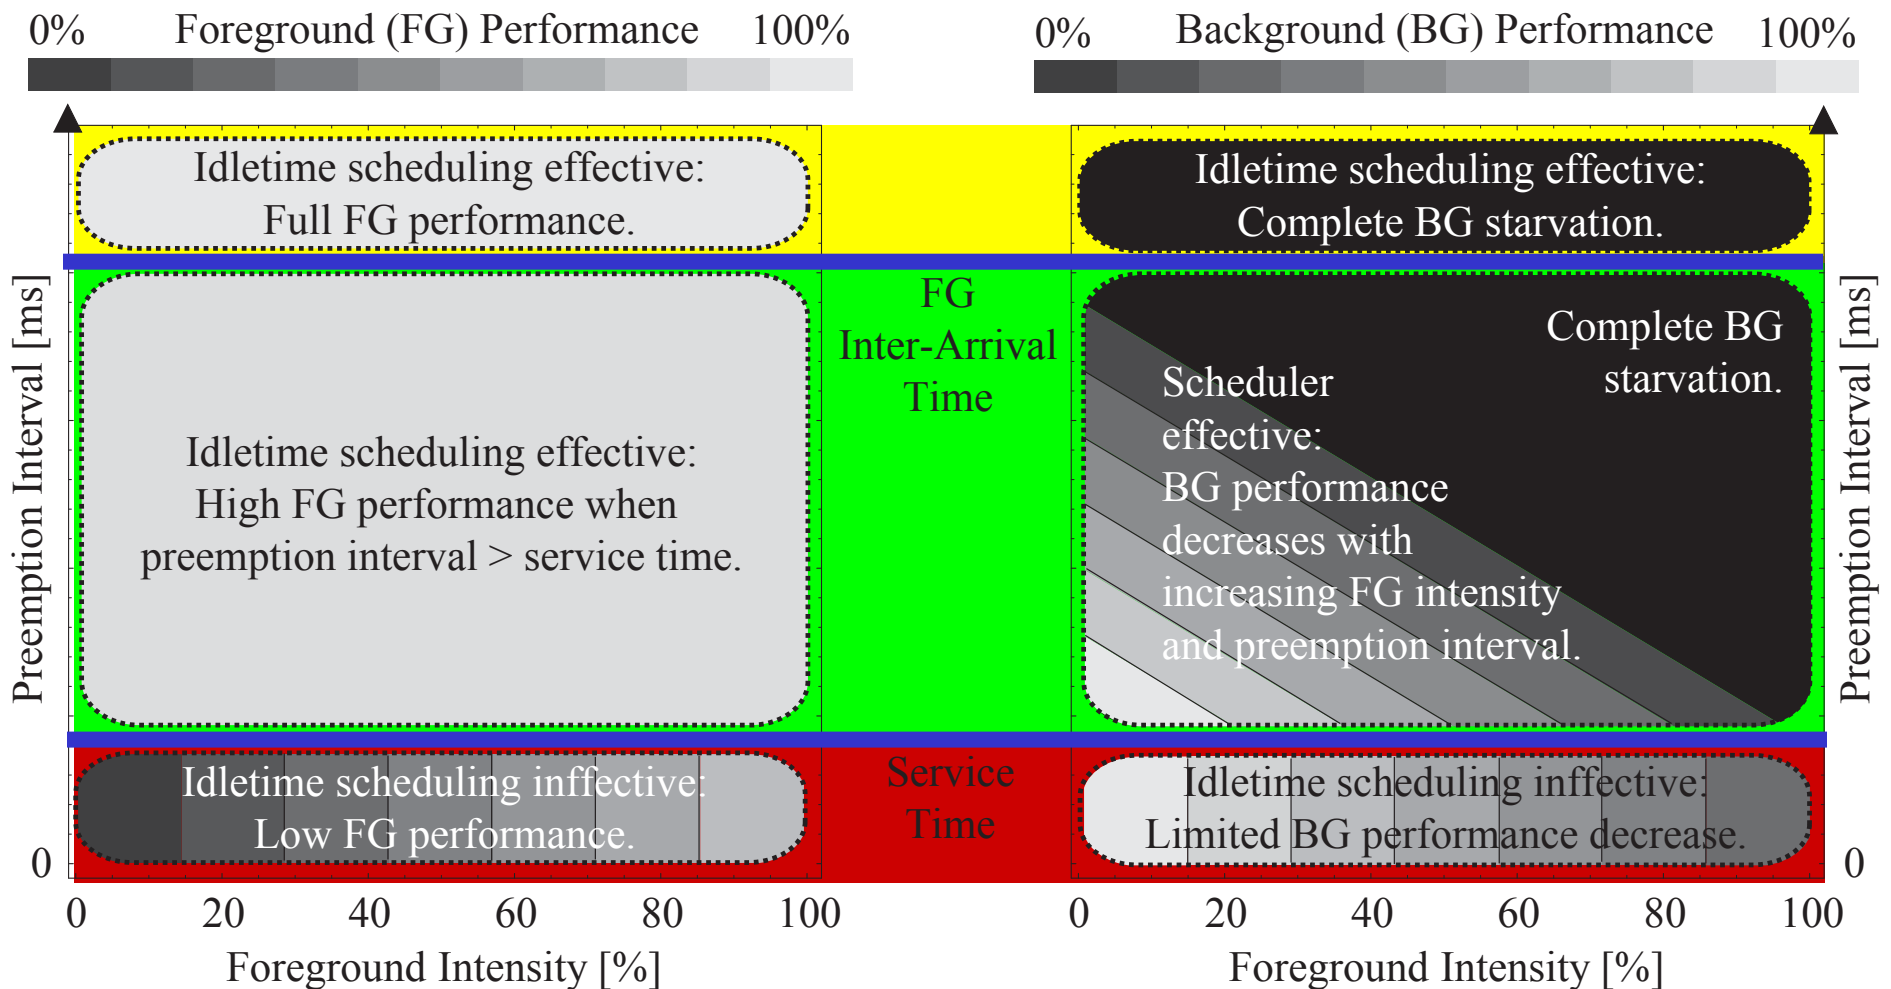 0% Foreground (FG) Performance 100%
0% Background (BG) Performance 100%
Idletime scheduling effective:
Full FG performance.
Idletime scheduling effective:
Complete BG starvation.
Preemption Interval [ms]
Idletime scheduling effective:
High FG performance when
preemption interval > service time.
FG
Inter-Arrival
Time
Complete BG
starvation.
Scheduler
effective:
BG performance
decreases with
increasing FG intensity
and preemption interval.
Preemption Interval [ms]
Idletime scheduling inffective:
Low FG performance.
Service
Time
Idletime scheduling inffective:
Limited BG performance decrease.
0
0
0 20 40 60 80 100
0 20 40 60 80 100
Foreground Intensity [%]
Foreground Intensity [%]